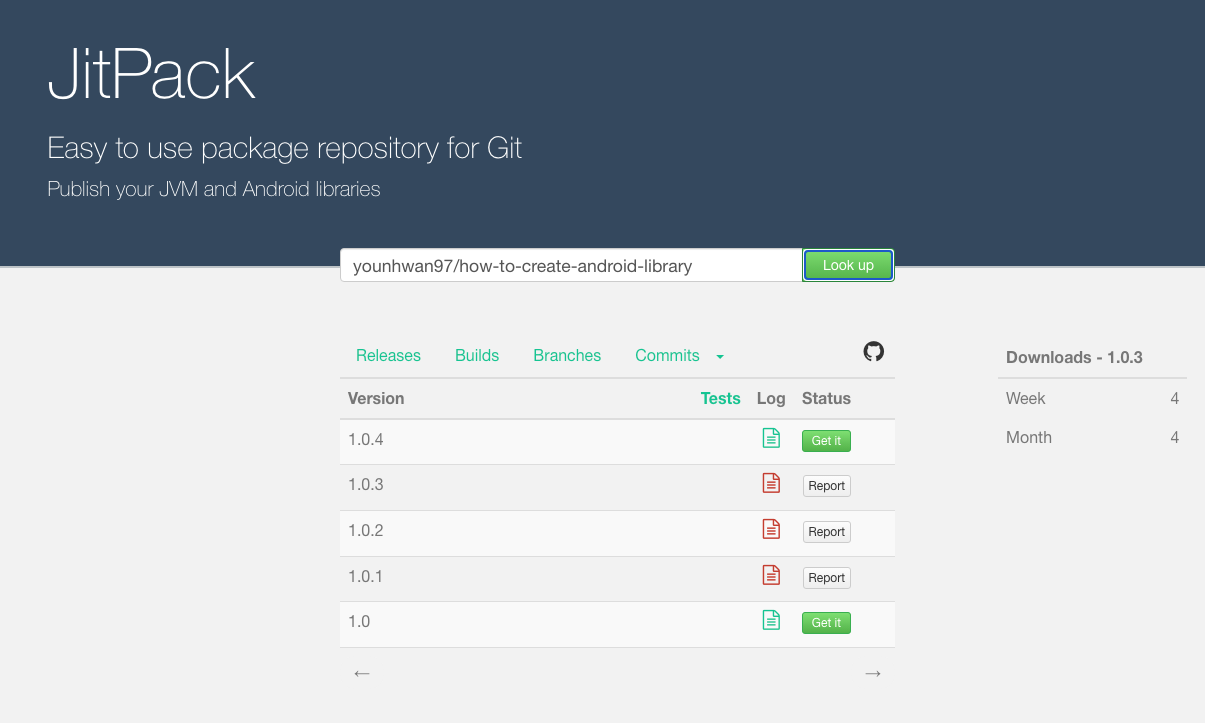 JitPack
Easy to use package repository for Git
Publish your JVM and Android libraries
younhwan97/how-to-create-android-library Look up
Releases Builds Branches Commits
Version Tests Log Status
1.0.4 Get it
1.0.3 Report
1.0.2 Report
1.0.1 Report
1.0 Get it
← →
Downloads - 1.0.3
Week 4
Month 4